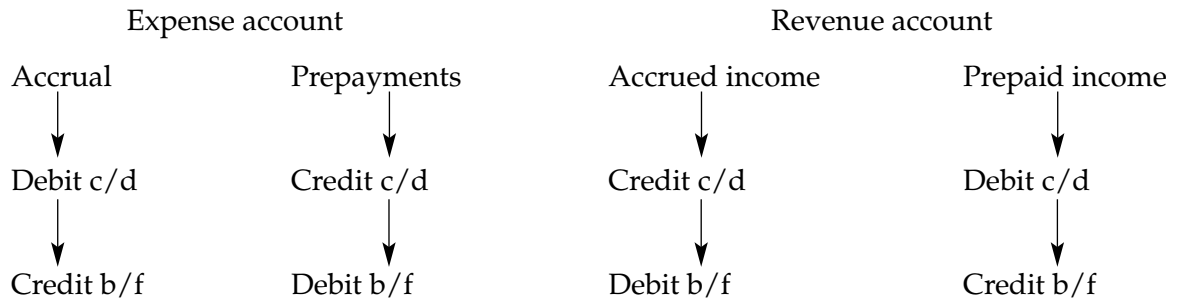 Expense account Revenue account
Accrual Prepayments Accrued income Prepaid income
Debit c/d Credit c/d Credit c/d Debit c/d
Credit b/f Debit b/f Debit b/f Credit b/f